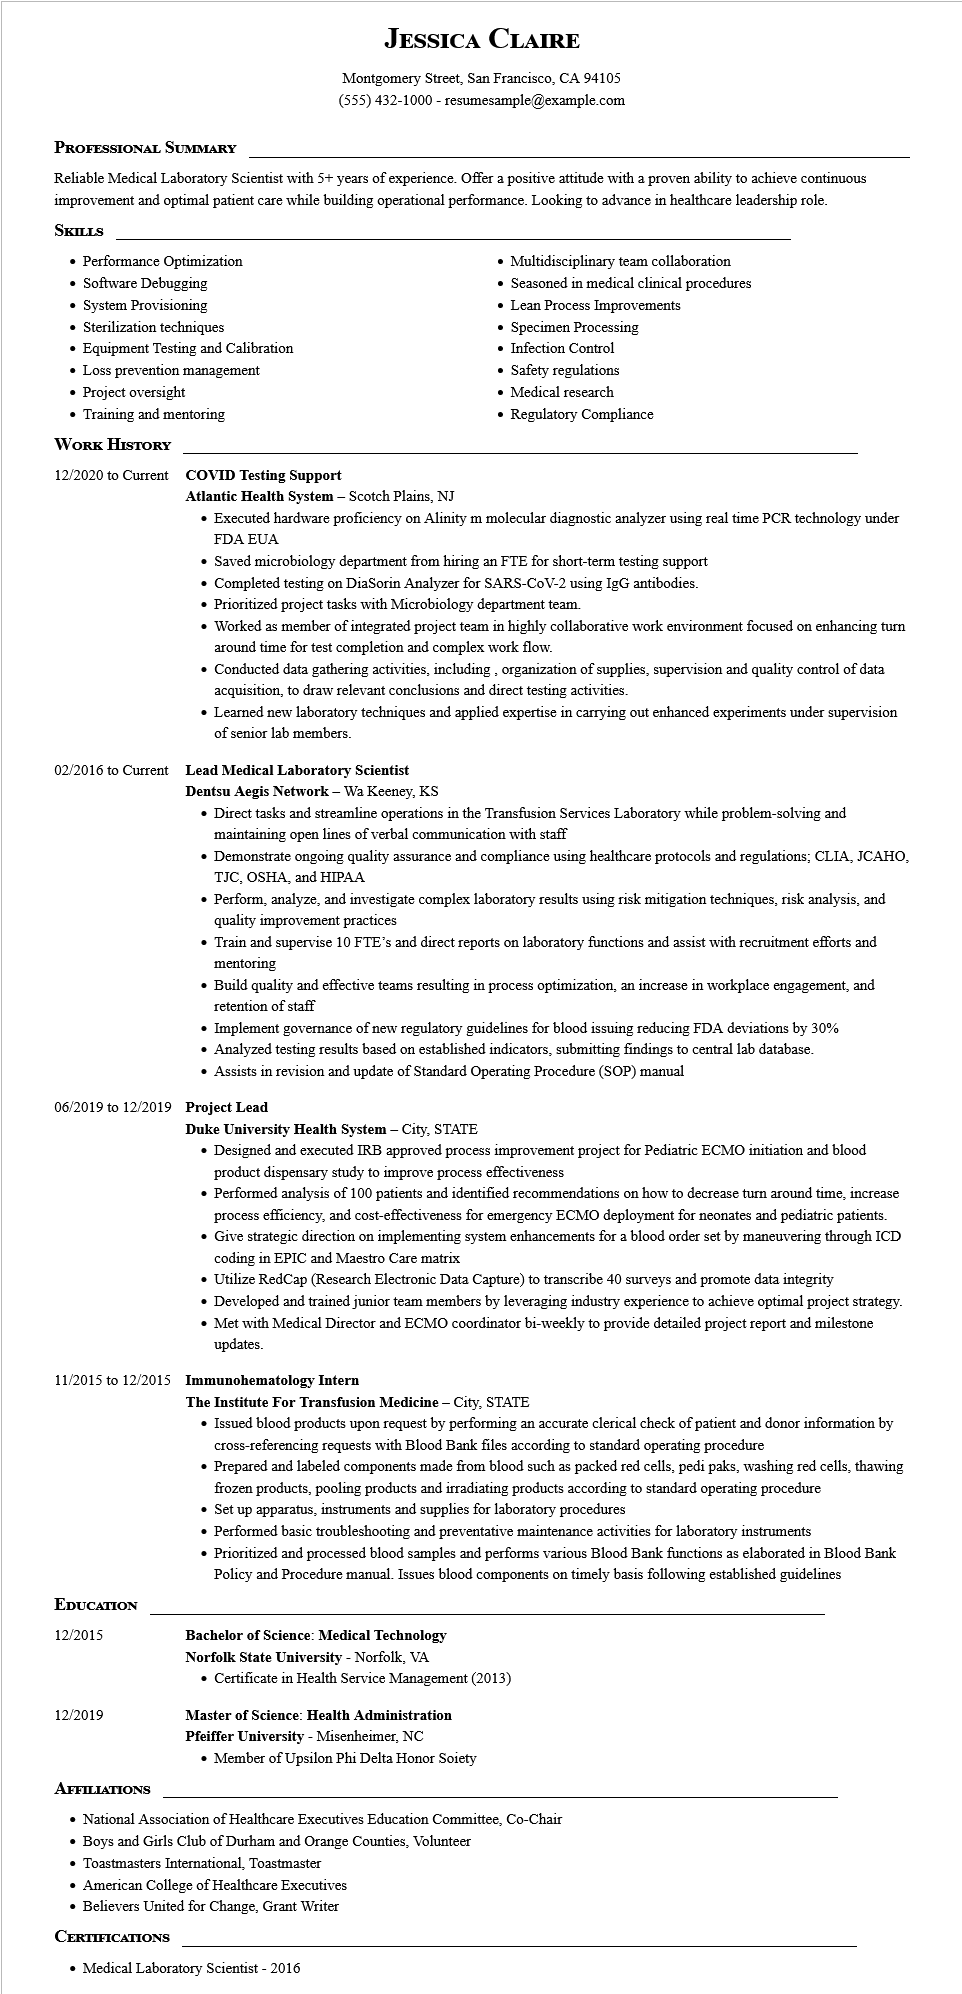 Jessica Claire
Montgomery Street, San Francisco, CA 94105
(555) 432-1000 - resumesample@example.com
Professional Summary
Reliable Medical Laboratory Scientist with 5+ years of experience. Offer a positive attitude with a proven ability to achieve continuous
improvement and optimal patient care while building operational performance. Looking to advance in healthcare leadership role.
Skills
• Performance Optimization
• Software Debugging
• System Provisioning
• Sterilization techniques
• Equipment Testing and Calibration
• Loss prevention management
• Project oversight
• Training and mentoring
• Multidisciplinary team collaboration
• Seasoned in medical clinical procedures
• Lean Process Improvements
• Specimen Processing
• Infection Control
• Safety regulations
• Medical research
• Regulatory Compliance
Work History
12/2020 to Current COVID Testing Support
Atlantic Health System – Scotch Plains, NJ
• Executed hardware proficiency on Alinity m molecular diagnostic analyzer using real time PCR technology under
FDA EUA
• Saved microbiology department from hiring an FTE for short-term testing support
• Completed testing on DiaSorin Analyzer for SARS-CoV-2 using IgG antibodies.
• Prioritized project tasks with Microbiology department team.
• Worked as member of integrated project team in highly collaborative work environment focused on enhancing turn
around time for test completion and complex work flow.
• Conducted data gathering activities, including , organization of supplies, supervision and quality control of data
acquisition, to draw relevant conclusions and direct testing activities.
• Learned new laboratory techniques and applied expertise in carrying out enhanced experiments under supervision
of senior lab members.
02/2016 to Current Lead Medical Laboratory Scientist
Dentsu Aegis Network – Wa Keeney, KS
• Direct tasks and streamline operations in the Transfusion Services Laboratory while problem-solving and
maintaining open lines of verbal communication with staff
• Demonstrate ongoing quality assurance and compliance using healthcare protocols and regulations; CLIA, JCAHO,
TJC, OSHA, and HIPAA
• Perform, analyze, and investigate complex laboratory results using risk mitigation techniques, risk analysis, and
quality improvement practices
• Train and supervise 10 FTE’s and direct reports on laboratory functions and assist with recruitment efforts and
mentoring
• Build quality and effective teams resulting in process optimization, an increase in workplace engagement, and
retention of staff
• Implement governance of new regulatory guidelines for blood issuing reducing FDA deviations by 30%
• Analyzed testing results based on established indicators, submitting findings to central lab database.
• Assists in revision and update of Standard Operating Procedure (SOP) manual
06/2019 to 12/2019 Project Lead
Duke University Health System – City, STATE
• Designed and executed IRB approved process improvement project for Pediatric ECMO initiation and blood
product dispensary study to improve process effectiveness
• Performed analysis of 100 patients and identified recommendations on how to decrease turn around time, increase
process efficiency, and cost-effectiveness for emergency ECMO deployment for neonates and pediatric patients.
• Give strategic direction on implementing system enhancements for a blood order set by maneuvering through ICD
coding in EPIC and Maestro Care matrix
• Utilize RedCap (Research Electronic Data Capture) to transcribe 40 surveys and promote data integrity
• Developed and trained junior team members by leveraging industry experience to achieve optimal project strategy.
• Met with Medical Director and ECMO coordinator bi-weekly to provide detailed project report and milestone
updates.
11/2015 to 12/2015 Immunohematology Intern
The Institute For Transfusion Medicine – City, STATE
• Issued blood products upon request by performing an accurate clerical check of patient and donor information by
cross-referencing requests with Blood Bank files according to standard operating procedure
• Prepared and labeled components made from blood such as packed red cells, pedi paks, washing red cells, thawing
frozen products, pooling products and irradiating products according to standard operating procedure
• Set up apparatus, instruments and supplies for laboratory procedures
• Performed basic troubleshooting and preventative maintenance activities for laboratory instruments
• Prioritized and processed blood samples and performs various Blood Bank functions as elaborated in Blood Bank
Policy and Procedure manual. Issues blood components on timely basis following established guidelines
Education
12/2015 Bachelor of Science: Medical Technology
Norfolk State University - Norfolk, VA
• Certificate in Health Service Management (2013)
12/2019 Master of Science: Health Administration
Pfeiffer University - Misenheimer, NC
• Member of Upsilon Phi Delta Honor Soiety
Affiliations
• National Association of Healthcare Executives Education Committee, Co-Chair
• Boys and Girls Club of Durham and Orange Counties, Volunteer
• Toastmasters International, Toastmaster
• American College of Healthcare Executives
• Believers United for Change, Grant Writer
Certifications
• Medical Laboratory Scientist - 2016